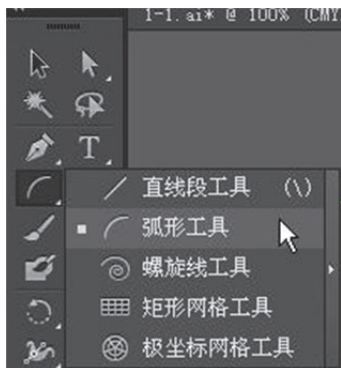 1-1.ai* @ 100% (CMY
T
直线段工具 (\)
弧形工具
螺旋线工具
矩形网格工具
极坐标网格工具